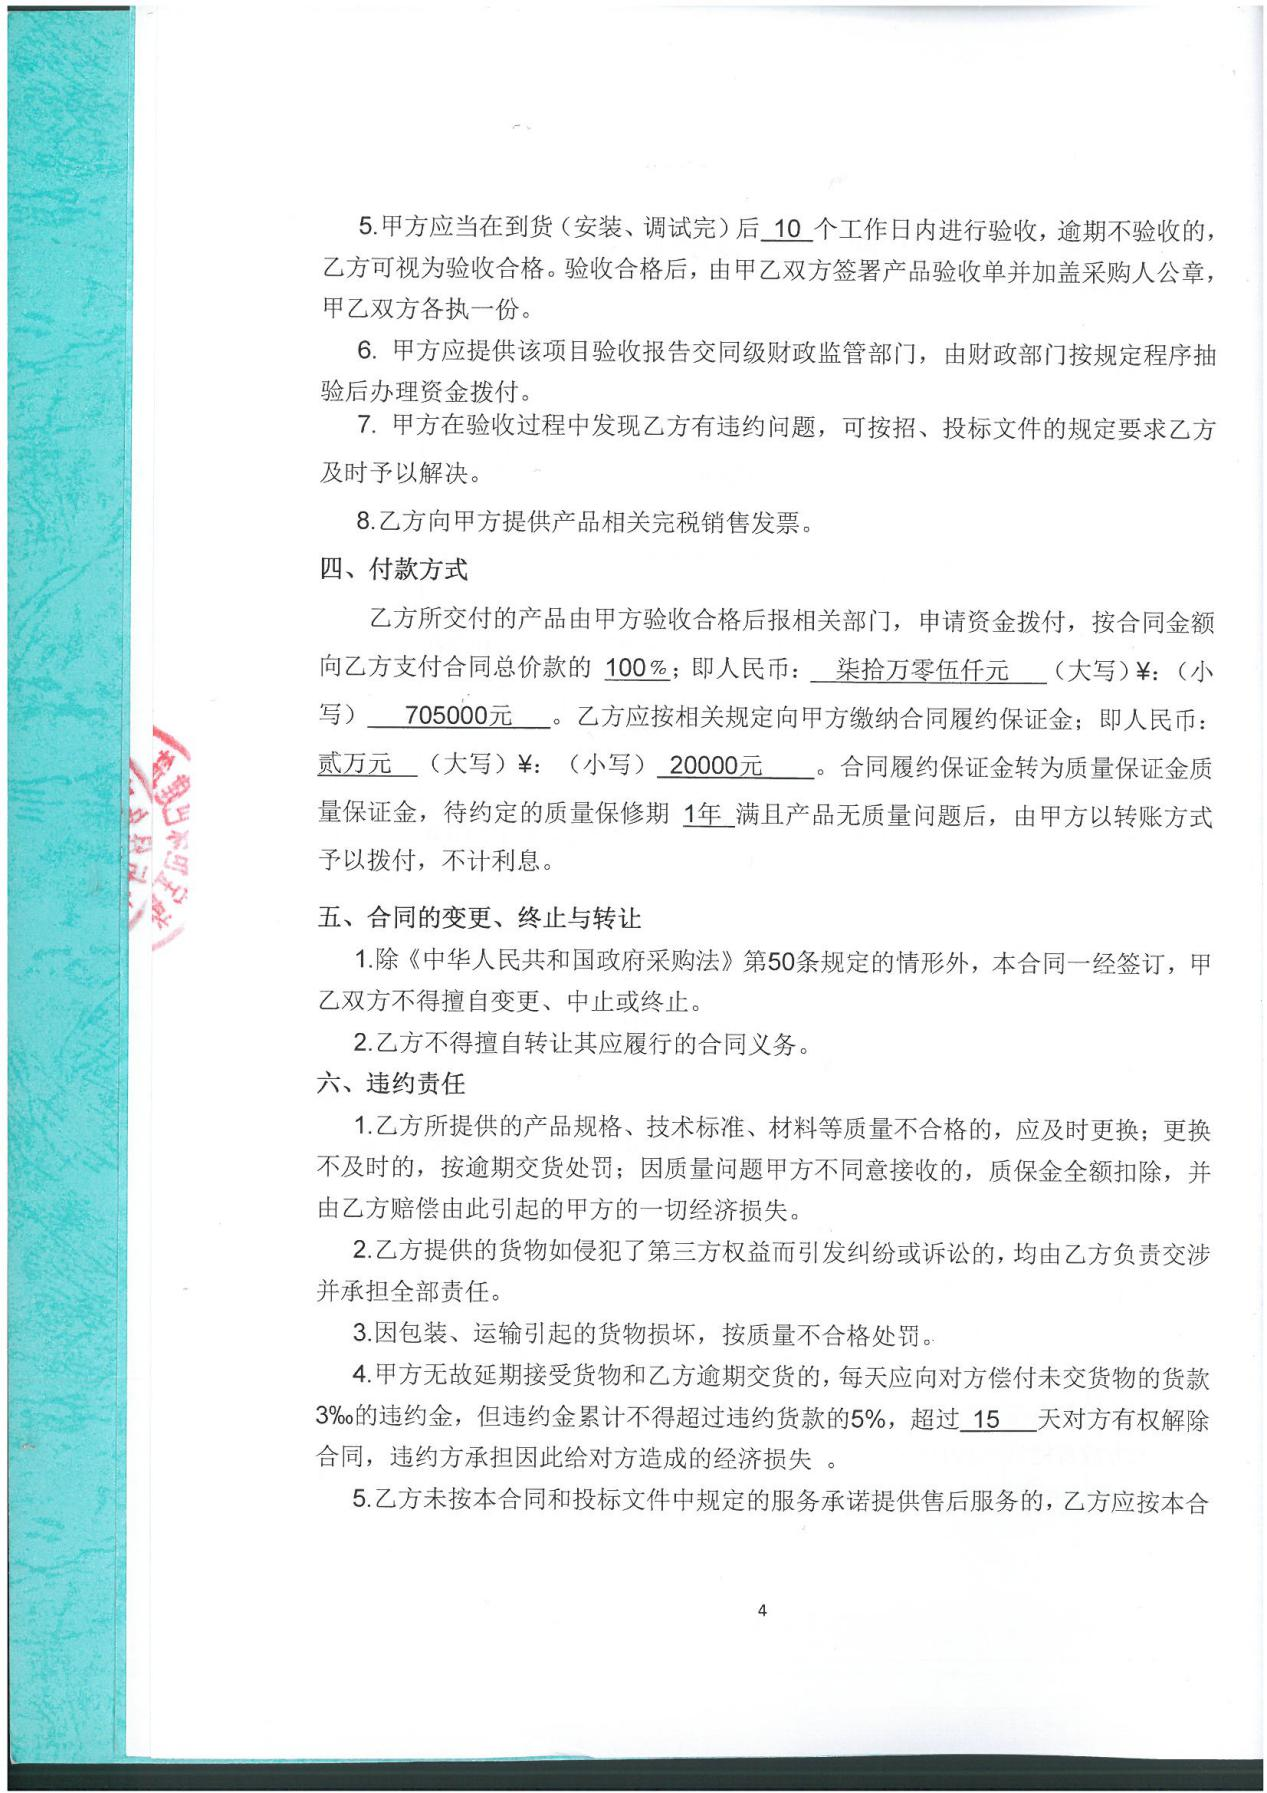 5.甲方应当在到货（安装、调试完）后 10 个工作日内进行验收，逾期不验收的，
乙方可视为验收合格。验收合格后，由甲乙双方签署产品验收单并加盖采购人公章，
甲乙双方各执一份。
6. 甲方应提供该项目验收报告交同级财政监管部门，由财政部门按规定程序抽
验后办理资金拨付。
7. 甲方在验收过程中发现乙方有违约问题，可按招、投标文件的规定要求乙方
及时予以解决。
8.乙方向甲方提供产品相关完税销售发票。
四、付款方式
乙方所交付的产品由甲方验收合格后报相关部门，申请资金拨付，按合同金额
向乙方支付合同总价款的 100%；即人民币： 柒拾万零伍仟元 （大写）¥:（小
写） 705000元 。乙方应按相关规定向甲方缴纳合同履约保证金；即人民币：
贰万元 （大写）¥: （小写） 20000元 。合同履约保证金转为质量保证金质
量保证金，待约定的质量保修期 1年 满且产品无质量问题后，由甲方以转账方式
予以拨付，不计利息。
五、合同的变更、终止与转让
1.除《中华人民共和国政府采购法》第50条规定的情形外，本合同一经签订，甲
乙双方不得擅自变更、中止或终止。
2.乙方不得擅自转让其应履行的合同义务。
六、违约责任
1.乙方所提供的产品规格、技术标准、材料等质量不合格的，应及时更换；更换
不及时的，按逾期交货处罚；因质量问题甲方不同意接收的，质保金全额扣除，并
由乙方赔偿由此引起的甲方的一切经济损失。
2.乙方提供的货物如侵犯了第三方权益而引发纠纷或诉讼的，均由乙方负责交涉
并承担全部责任。
3.因包装、运输引起的货物损坏，按质量不合格处罚。
4.甲方无故延期接受货物和乙方逾期交货的，每天应向对方偿付未交货物的货款
3‰的违约金，但违约金累计不得超过违约货款的5%，超过 15 天对方有权解除
合同，违约方承担因此给对方造成的经济损失 。
5.乙方未按本合同和投标文件中规定的服务承诺提供售后服务的，乙方应按本合
4